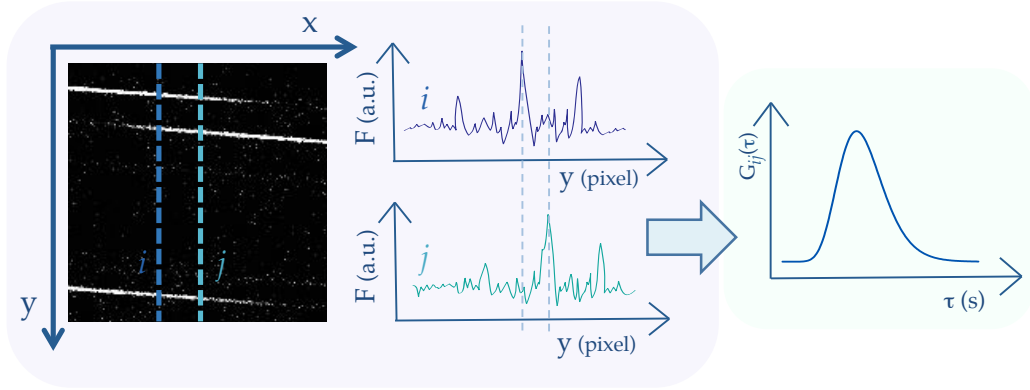 x
y
i
j
F (a.u.)
i
y (pixel)
F (a.u.)
j
y (pixel)
Gij(τ)
τ (s)